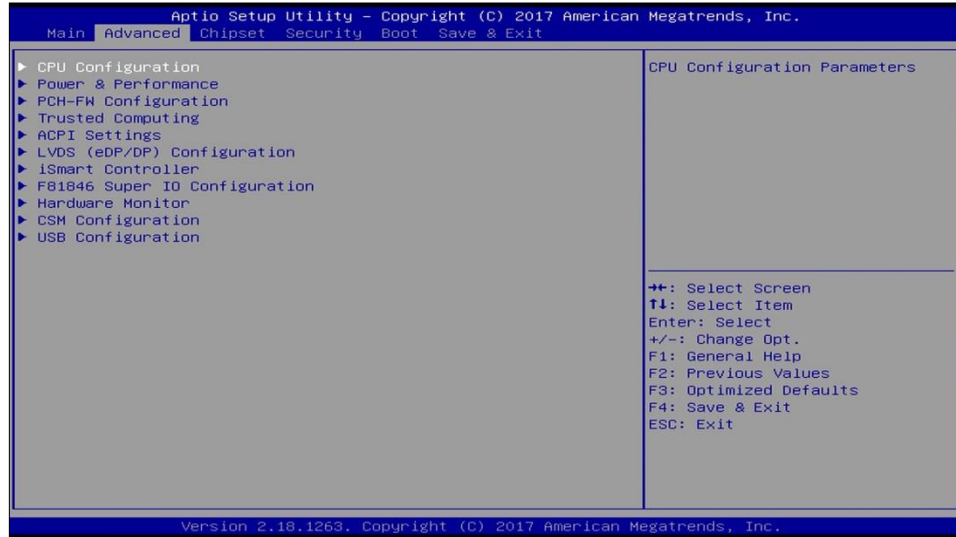 Aptio Setup Utility – Copyright (C) 2017 American Megatrends, Inc.
Main Advanced Chipset Security Boot Save & Exit
▶ CPU Configuration
▶ Power & Performance
▶ PCH-FW Configuration
▶ Trusted Computing
▶ ACPI Settings
▶ LVDS (eDP/DP) Configuration
▶ iSmart Controller
▶ F81846 Super IO Configuration
▶ Hardware Monitor
▶ CSM Configuration
▶ USB Configuration
CPU Configuration Parameters
→←: Select Screen
↑↓: Select Item
Enter: Select
+/-: Change Opt.
F1: General Help
F2: Previous Values
F3: Optimized Defaults
F4: Save & Exit
ESC: Exit
Version 2.18.1263. Copyright (C) 2017 American Megatrends, Inc.